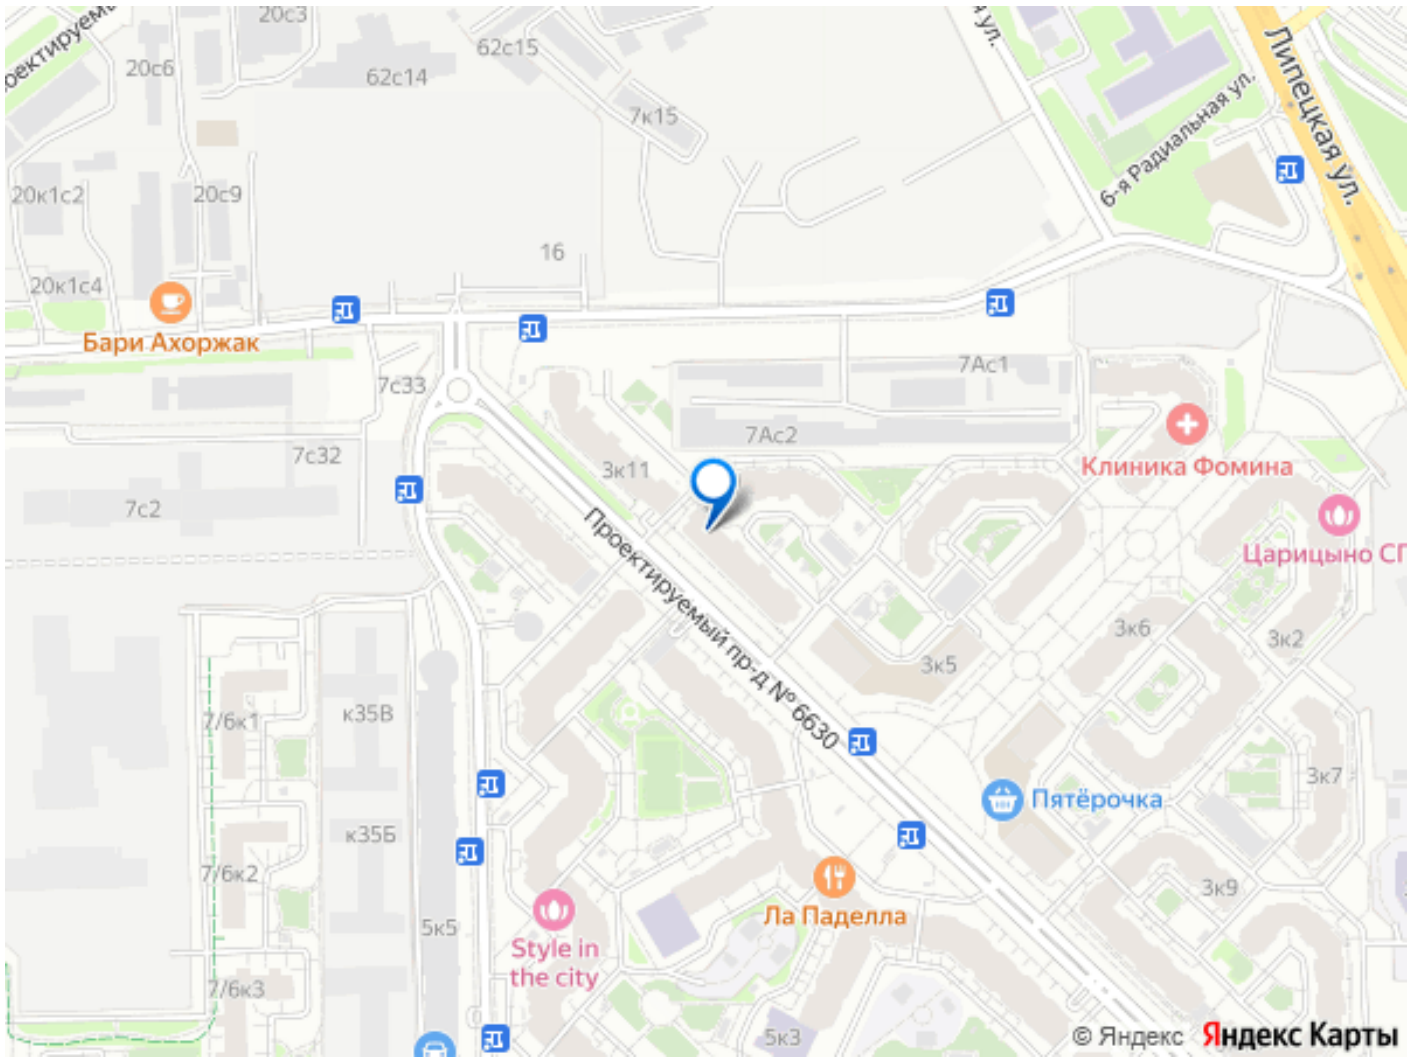 20с3
62с15
20с6
62с14
7к15
Липецкая ул.
6-я Радиальная ул.
20к1с2
20с9
16
20к1с4
Бари Ахоржак
7с33
7Ас1
7Ас2
7с32
3к11
Клиника Фомина
7с2
Царицыно СП
Проектируемый пр-д № 6630
3к6
3к2
3к5
7/6к1
к35В
3к7
Пятёрочка
к35Б
7/6к2
3к9
Ла Паделла
5к5
Style in
the city
7/6к3
5к3
© Яндекс Яндекс Карты